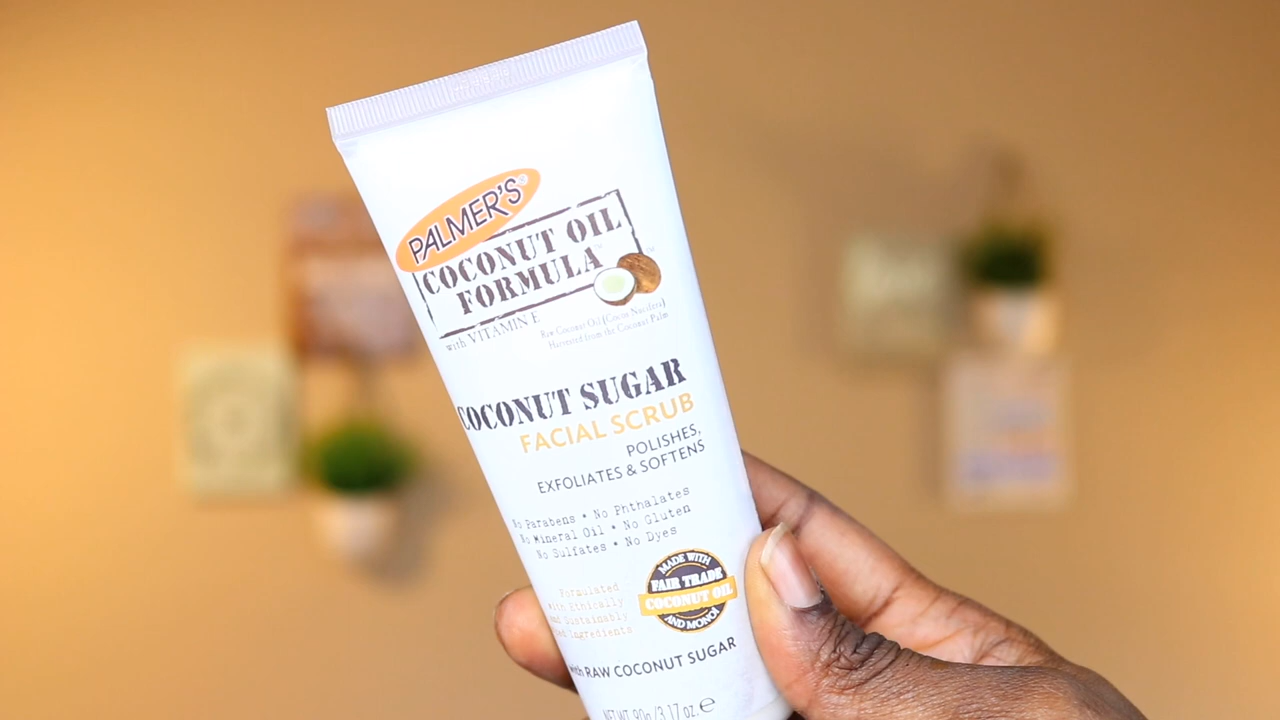 PALMER'S®
COCONUT OIL
FORMULA™
with VITAMIN E
Raw Coconut Oil (Cocos Nucifera)
Harvested from the Coconut Palm
COCONUT SUGAR
FACIAL SCRUB
POLISHES,
EXFOLIATES & SOFTENS
No Parabens • No Phthalates
No Mineral Oil • No Gluten
No Sulfates • No Dyes
Formulated
with Ethically
and Sustainably
Ingredients
MADE WITH
FAIR TRADE
COCONUT OIL
AND MONOI
with RAW COCONUT SUGAR
NET WT. 90g/3.17oz. ℮